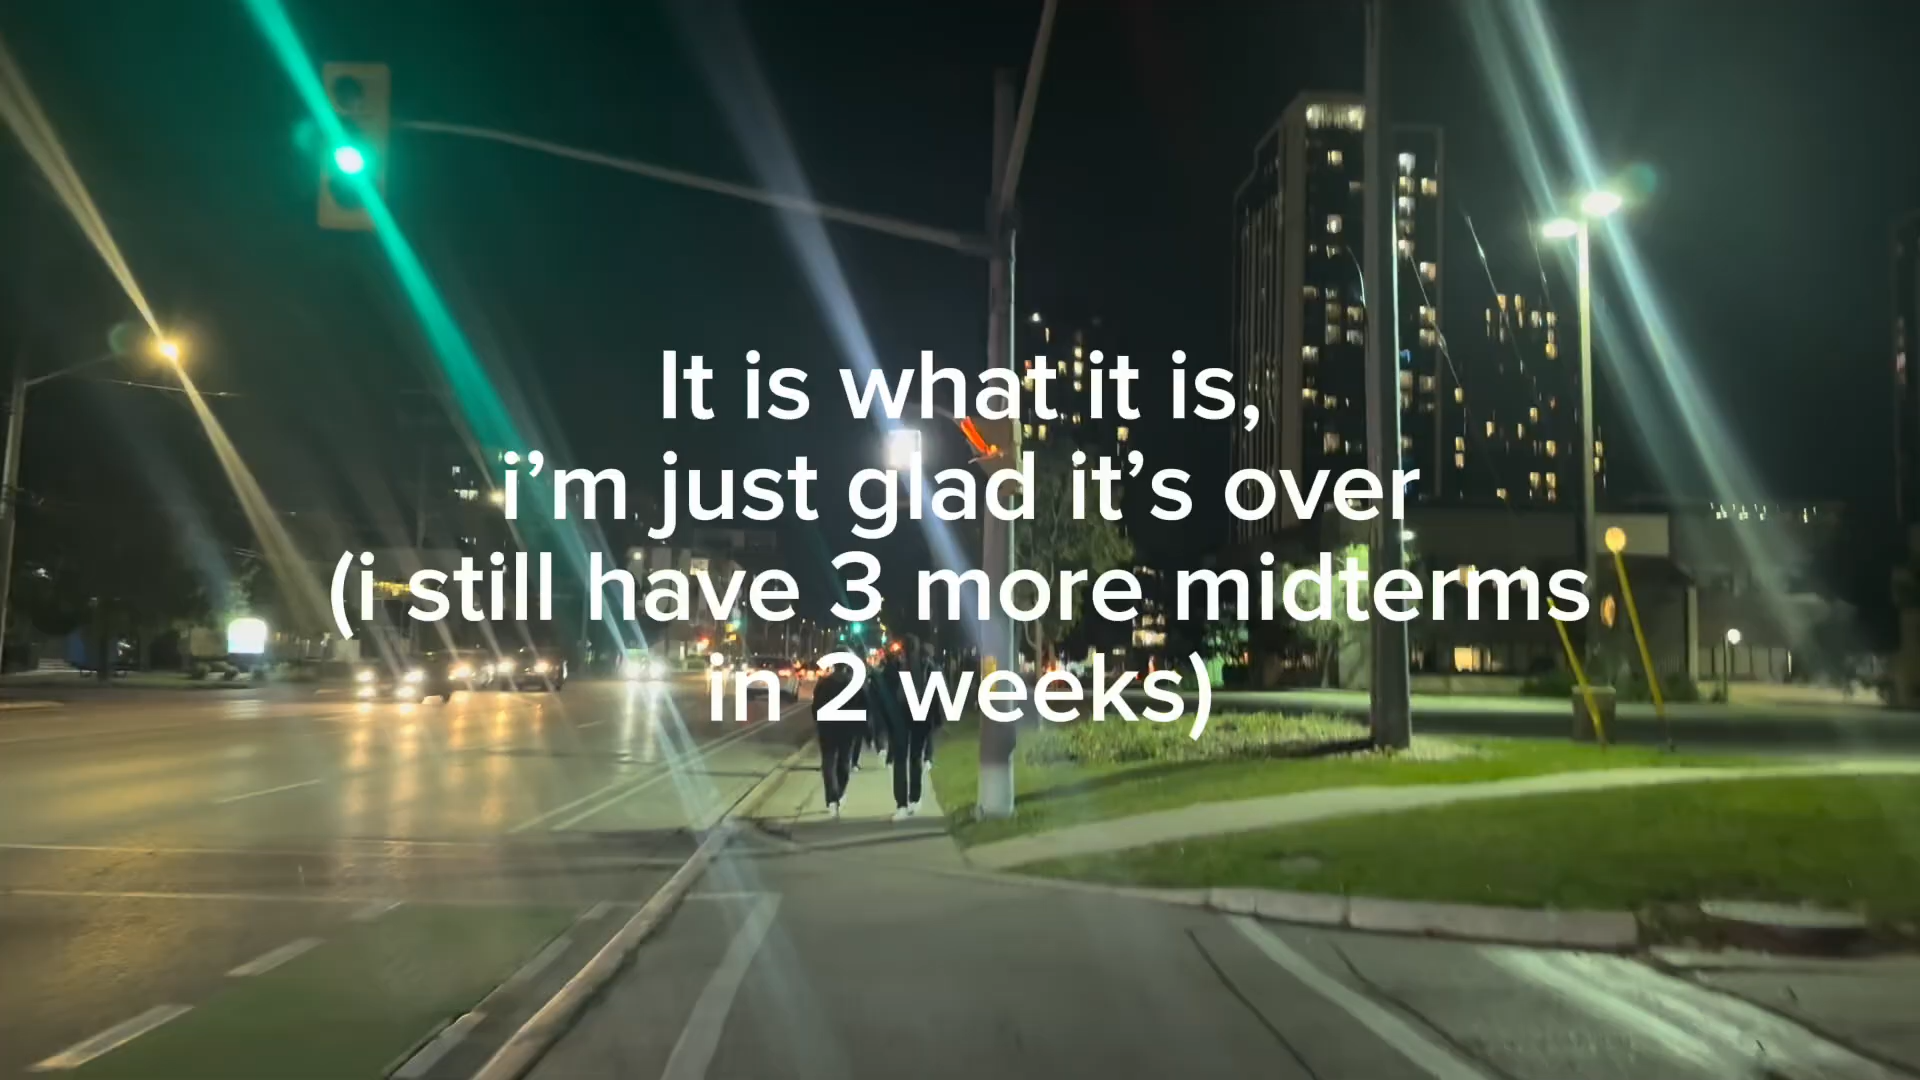 It is what it is,
i’m just glad it’s over
(i still have 3 more midterms
in 2 weeks)